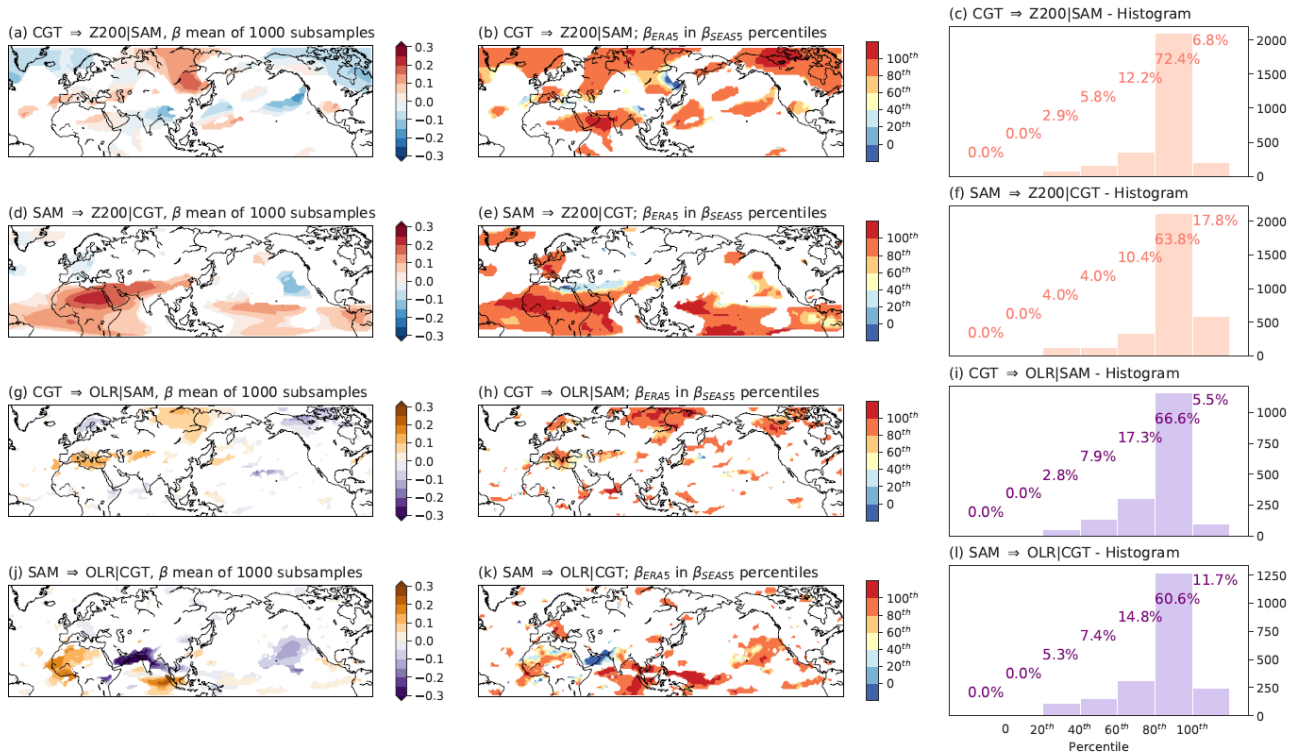 (a) CGT ⇒ Z200|SAM, β mean of 1000 subsamples
0.3
0.2
0.1
0.0
−0.1
−0.2
−0.3
(b) CGT ⇒ Z200|SAM; βERA5 in βSEAS5 percentiles
100th
80th
60th
40th
20th
0
(c) CGT ⇒ Z200|SAM - Histogram
0.0%
0.0%
2.9%
5.8%
12.2%
72.4%
6.8%
2000
1500
1000
500
0
(d) SAM ⇒ Z200|CGT, β mean of 1000 subsamples
0.3
0.2
0.1
0.0
−0.1
−0.2
−0.3
(e) SAM ⇒ Z200|CGT; βERA5 in βSEAS5 percentiles
100th
80th
60th
40th
20th
0
(f) SAM ⇒ Z200|CGT - Histogram
0.0%
0.0%
4.0%
4.0%
10.4%
63.8%
17.8%
2000
1500
1000
500
0
(g) CGT ⇒ OLR|SAM, β mean of 1000 subsamples
0.3
0.2
0.1
0.0
−0.1
−0.2
−0.3
(h) CGT ⇒ OLR|SAM; βERA5 in βSEAS5 percentiles
100th
80th
60th
40th
20th
0
(i) CGT ⇒ OLR|SAM - Histogram
0.0%
0.0%
2.8%
7.9%
17.3%
66.6%
5.5%
1000
750
500
250
0
(j) SAM ⇒ OLR|CGT, β mean of 1000 subsamples
0.3
0.2
0.1
0.0
−0.1
−0.2
−0.3
(k) SAM ⇒ OLR|CGT; βERA5 in βSEAS5 percentiles
100th
80th
60th
40th
20th
0
(l) SAM ⇒ OLR|CGT - Histogram
0.0%
0.0%
5.3%
7.4%
14.8%
60.6%
11.7%
1250
1000
750
500
250
0
0 20th 40th 60th 80th 100th
Percentile